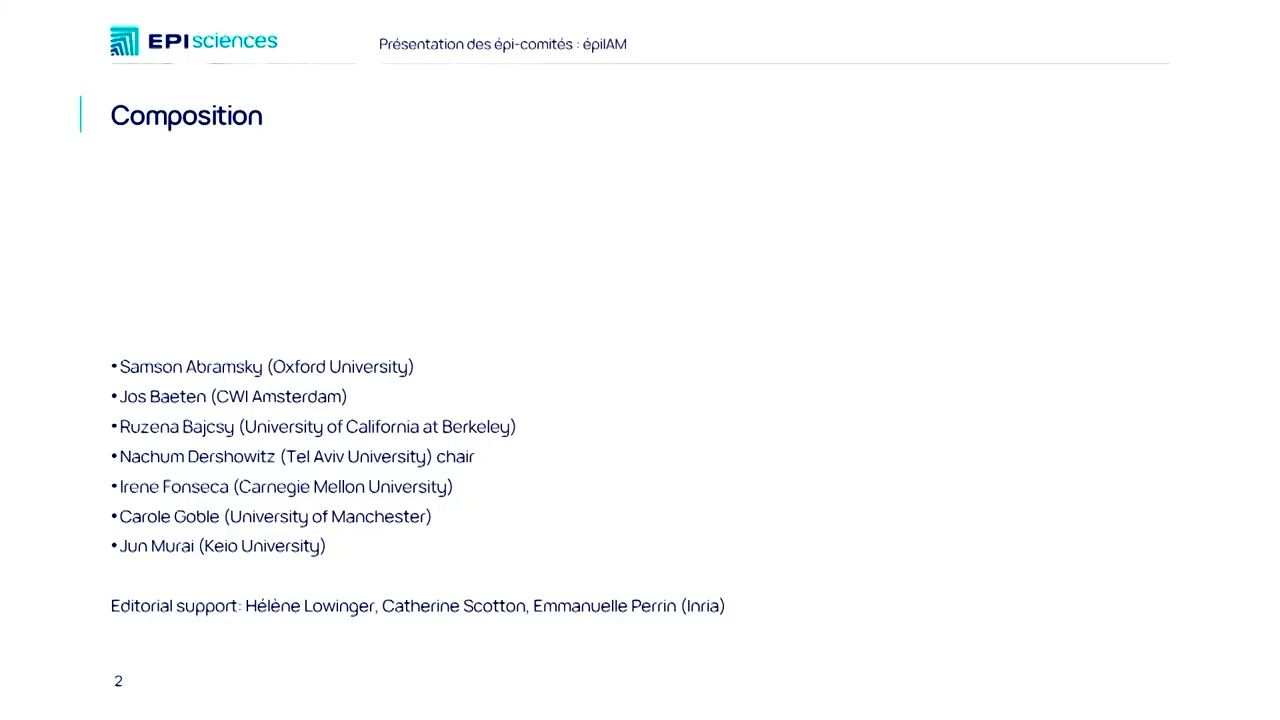 EPIsciences
Présentation des épi-comités : épiIAM
Composition
• Samson Abramsky (Oxford University)
• Jos Baeten (CWI Amsterdam)
• Ruzena Bajcsy (University of California at Berkeley)
• Nachum Dershowitz (Tel Aviv University) chair
• Irene Fonseca (Carnegie Mellon University)
• Carole Goble (University of Manchester)
• Jun Murai (Keio University)
Editorial support: Hélène Lowinger, Catherine Scotton, Emmanuelle Perrin (Inria)
2